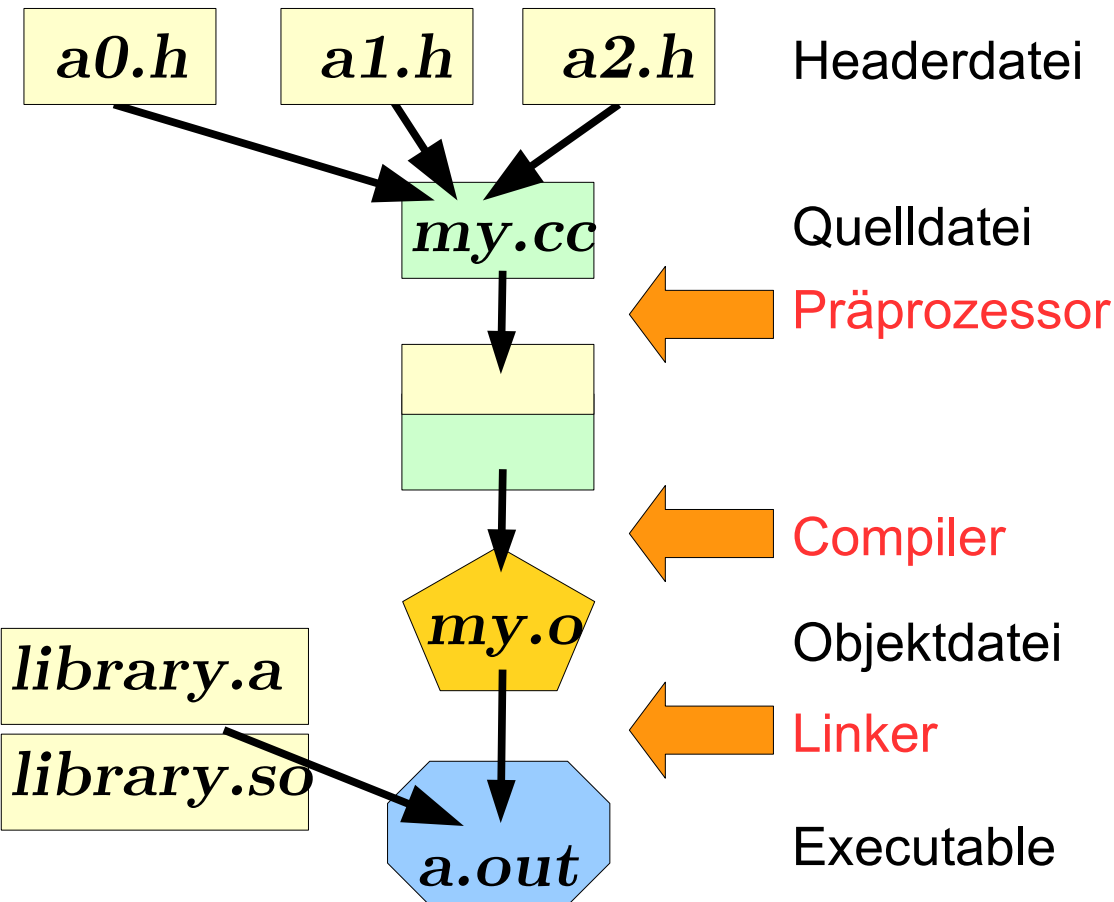 a0.h a1.h a2.h Headerdatei
my.cc Quelldatei
Präprozessor
Compiler
my.o Objektdatei
library.a
Linker
library.so
a.out Executable